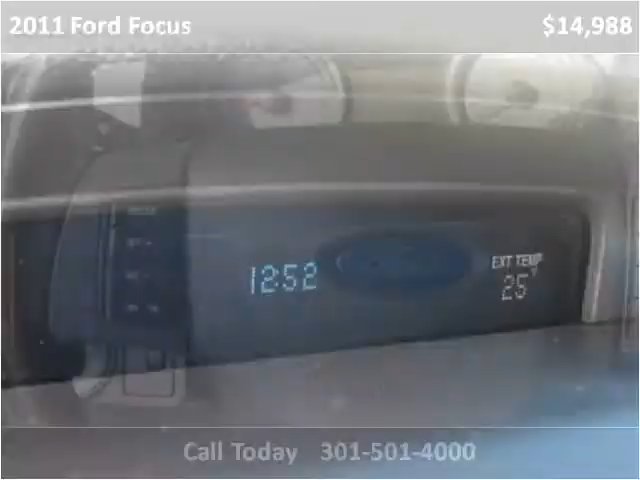 2011 Ford Focus $14,988
12:52
EXT TEMP
25°F
Call Today 301-501-4000